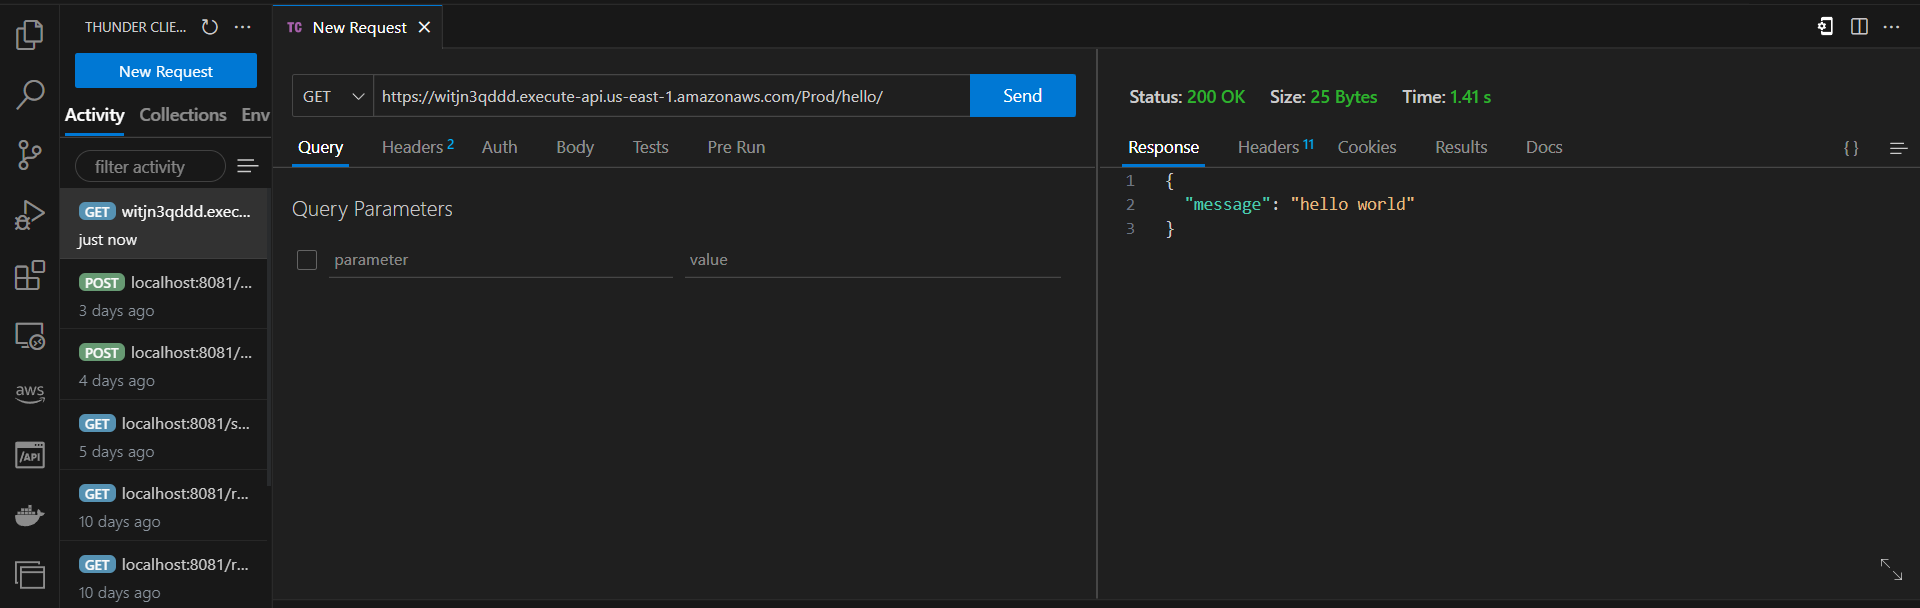 THUNDER CLIE...
New Request
Activity Collections Env
filter activity
GET witjn3qddd.exec...
just now
POST localhost:8081/...
3 days ago
POST localhost:8081/...
4 days ago
GET localhost:8081/s...
5 days ago
GET localhost:8081/r...
10 days ago
GET localhost:8081/r...
10 days ago
aws
/API
TC New Request
GET https://witjn3qddd.execute-api.us-east-1.amazonaws.com/Prod/hello/ Send
Query Headers 2 Auth Body Tests Pre Run
Query Parameters
parameter value
Status: 200 OK Size: 25 Bytes Time: 1.41 s
Response Headers 11 Cookies Results Docs { }
1 {
2 "message": "hello world"
3 }